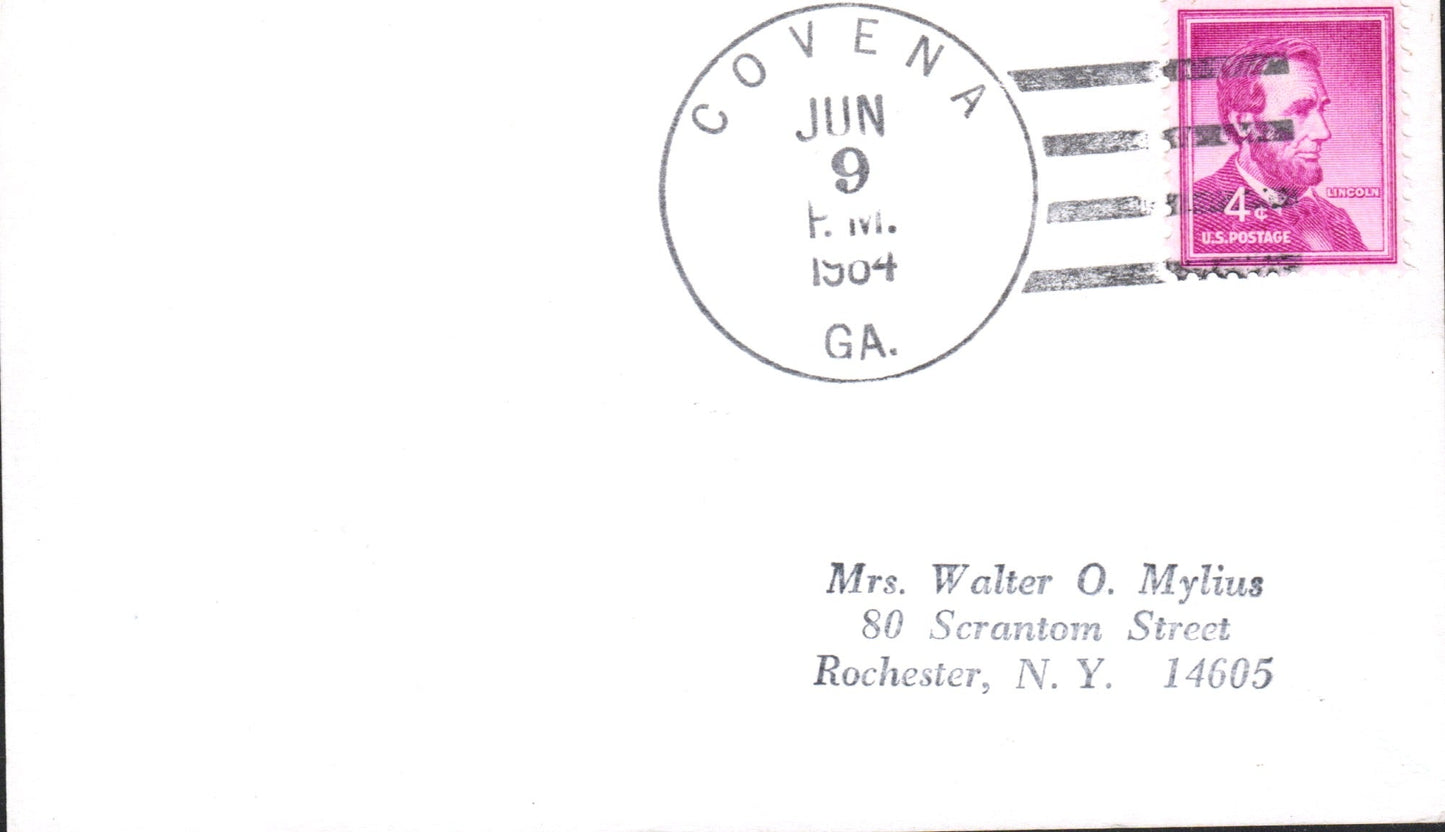 COVENA
JUN
9
P. M.
1964
GA.
LINCOLN
4¢
U.S. POSTAGE
Mrs. Walter O. Mylius
80 Scrantom Street
Rochester, N. Y. 14605